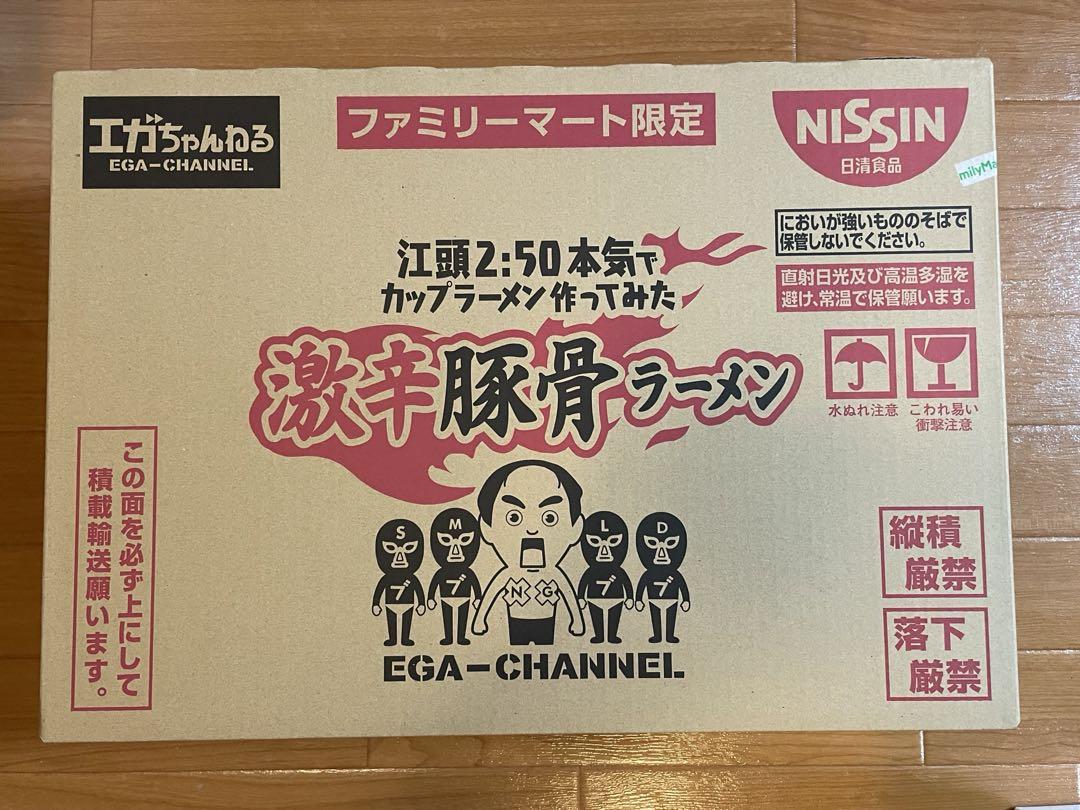 エガちゃんねる
EGA-CHANNEL
ファミリーマート限定
NISSIN
日清食品
milyMa
においが強いもののそばで
保管しないでください。
直射日光及び高温多湿を
避け、常温で保管願います。
江頭2:50本気で
カップラーメン作ってみた
激辛豚骨ラーメン
水ぬれ注意
こわれ易い
衝撃注意
この面を必ず上にして
積載輸送願います。
S
M
L
D
ブ
ブ
NG
ブ
ブ
EGA-CHANNEL
縦積
厳禁
落下
厳禁